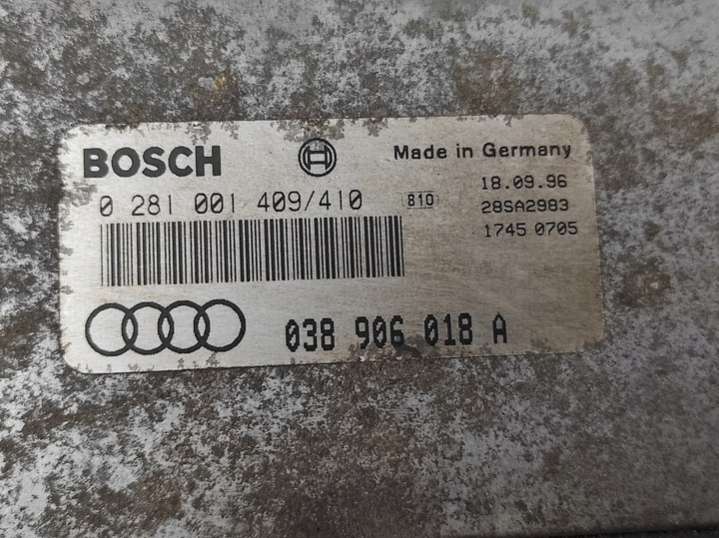 BOSCH
Made in Germany
0 281 001 409/410
810
18.09.96
28SA2983
1745 0705
038 906 018 A